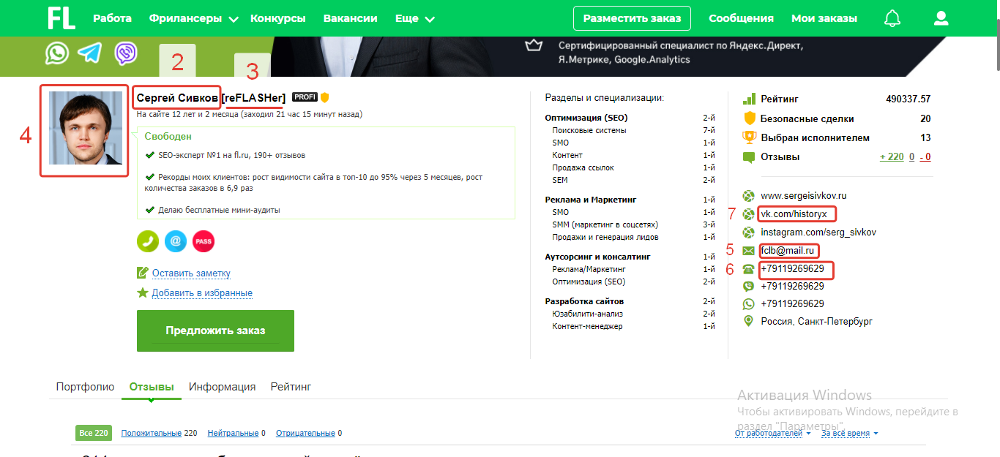 FL Работа Фрилансеры Конкурсы Вакансии Еще Разместить заказ Сообщения Мои заказы
Сертифицированный специалист по Яндекс.Директ,
Я.Метрике, Google.Analytics
2
3
4
Сергей Сивков [reFLASHer] PROFI
На сайте 12 лет и 2 месяца (заходил 21 час 15 минут назад)
Свободен
SEO-эксперт №1 на fl.ru, 190+ отзывов
Рекорды моих клиентов: рост видимости сайта в топ-10 до 95% через 5 месяцев, рост
количества заказов в 6,9 раз
Делаю бесплатные мини-аудиты
@ PASS
Оставить заметку
Добавить в избранные
Предложить заказ
Разделы и специализации:
Оптимизация (SEO) 2-й
Поисковые системы 7-й
SMO 1-й
Контент 1-й
Продажа ссылок 1-й
SEM 2-й
Реклама и Маркетинг 1-й
SMO 1-й
SMM (маркетинг в соцсетях) 3-й
Продажи и генерация лидов 1-й
Аутсорсинг и консалтинг 1-й
Реклама/Маркетинг 1-й
Оптимизация (SEO) 2-й
Разработка сайтов 2-й
Юзабилити-анализ 2-й
Контент-менеджер 1-й
Рейтинг 490337.57
Безопасные сделки 20
Выбран исполнителем 13
Отзывы + 220 0 - 0
www.sergeisivkov.ru
7 vk.com/historyx
instagram.com/serg_sivkov
5 fclb@mail.ru
6 +79119269629
+79119269629
+79119269629
Россия, Санкт-Петербург
Портфолио Отзывы Информация Рейтинг
Активация Windows
Чтобы активировать Windows, перейдите в
раздел "Параметры".
Все 220 Положительные 220 Нейтральные 0 Отрицательные 0 От работодателей За всё время